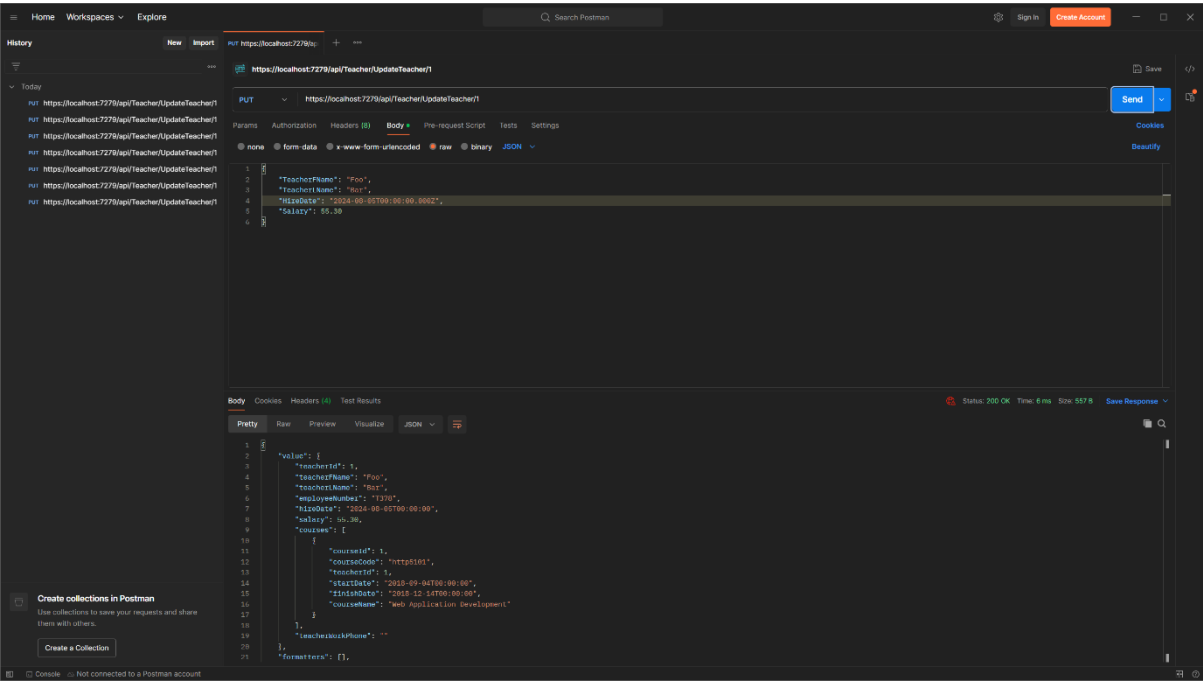 Home Workspaces Explore Search Postman Sign In Create Account
History New Import PUT https://localhost:7279/ap
https://localhost:7279/api/Teacher/UpdateTeacher/1 Save
Today
PUT https://localhost:7279/api/Teacher/UpdateTeacher/1
PUT https://localhost:7279/api/Teacher/UpdateTeacher/1
PUT https://localhost:7279/api/Teacher/UpdateTeacher/1
PUT https://localhost:7279/api/Teacher/UpdateTeacher/1
PUT https://localhost:7279/api/Teacher/UpdateTeacher/1
PUT https://localhost:7279/api/Teacher/UpdateTeacher/1
PUT https://localhost:7279/api/Teacher/UpdateTeacher/1
Create collections in Postman
Use collections to save your requests and share
them with others.
Create a Collection
PUT https://localhost:7279/api/Teacher/UpdateTeacher/1 Send
Params Authorization Headers (8) Body Pre-request Script Tests Settings Cookies
none form-data x-www-form-urlencoded raw binary JSON Beautify
1 {
2 "TeacherFName": "Foo",
3 "TeacherLName": "Bar",
4 "HireDate": "2024-08-05T00:00:00.000Z",
5 "Salary": 55.30
6 }
Body Cookies Headers (4) Test Results Status: 200 OK Time: 6 ms Size: 557 B Save Response
Pretty Raw Preview Visualize JSON
1 {
2 "value": {
3 "teacherId": 1,
4 "teacherFName": "Foo",
5 "teacherLName": "Bar",
6 "employeeNumber": "T378",
7 "hireDate": "2024-08-05T00:00:00",
8 "salary": 55.30,
9 "courses": [
10 {
11 "courseId": 1,
12 "courseCode": "http5101",
13 "teacherId": 1,
14 "startDate": "2018-09-04T00:00:00",
15 "finishDate": "2018-12-14T00:00:00",
16 "courseName": "Web Application Development"
17 }
18 ],
19 "teacherWorkPhone": ""
20 },
21 "formatters": [],
Console Not connected to a Postman account